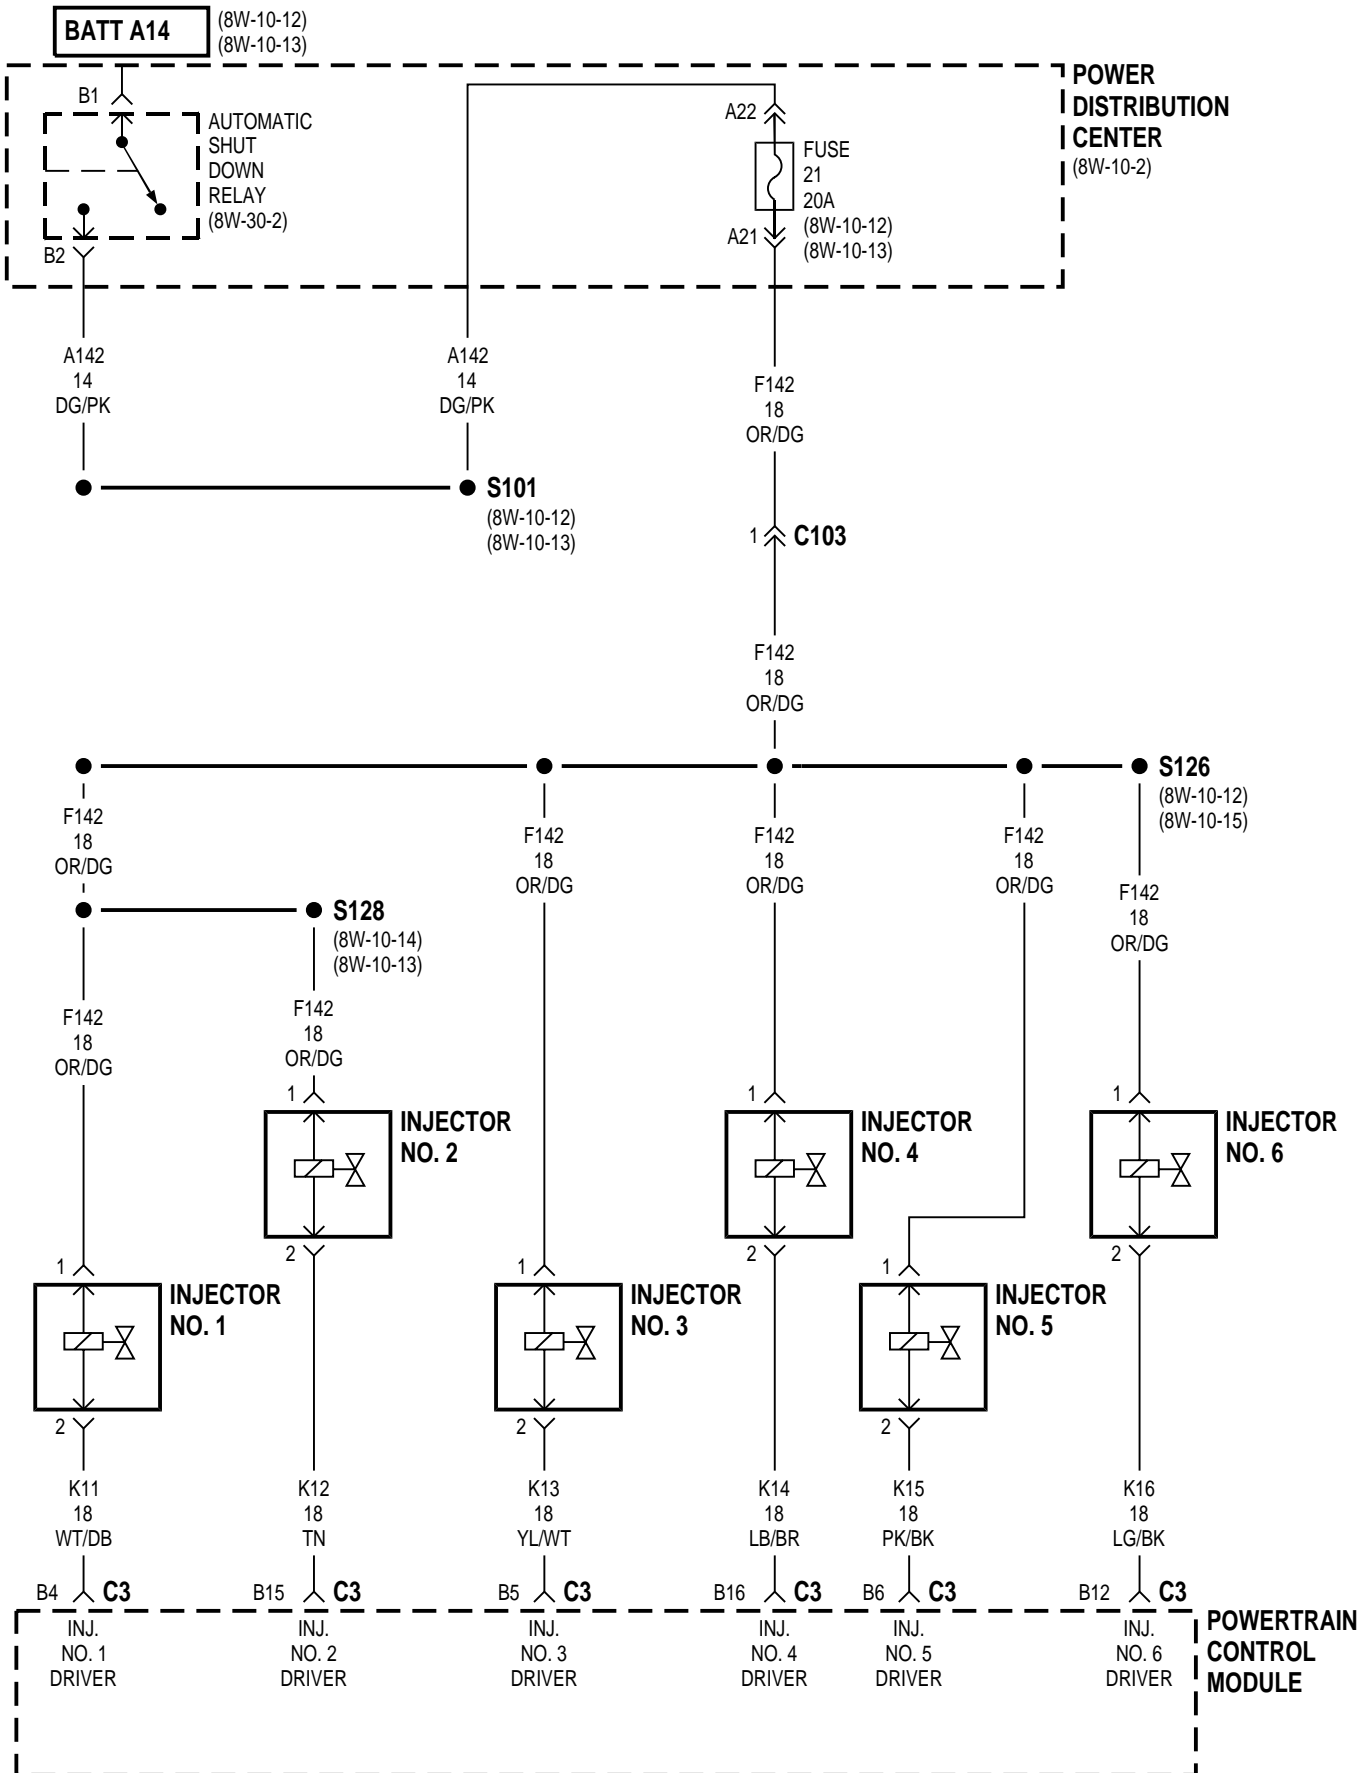 BATT A14
(8W-10-12)
(8W-10-13)
POWER
DISTRIBUTION
CENTER
(8W-10-2)
B1
AUTOMATIC
SHUT
DOWN
RELAY
(8W-30-2)
B2
A22
FUSE
21
20A
(8W-10-12)
(8W-10-13)
A21
A142
14
DG/PK
A142
14
DG/PK
F142
18
OR/DG
S101
(8W-10-12)
(8W-10-13)
1
C103
F142
18
OR/DG
S126
(8W-10-12)
(8W-10-15)
F142
18
OR/DG
F142
18
OR/DG
F142
18
OR/DG
F142
18
OR/DG
F142
18
OR/DG
S128
(8W-10-14)
(8W-10-13)
F142
18
OR/DG
F142
18
OR/DG
1
INJECTOR
NO. 2
2
1
INJECTOR
NO. 4
2
1
INJECTOR
NO. 6
2
1
INJECTOR
NO. 1
2
1
INJECTOR
NO. 3
2
1
INJECTOR
NO. 5
2
K11
18
WT/DB
K12
18
TN
K13
18
YL/WT
K14
18
LB/BR
K15
18
PK/BK
K16
18
LG/BK
B4
C3
B15
C3
B5
C3
B16
C3
B6
C3
B12
C3
INJ.
NO. 1
DRIVER
INJ.
NO. 2
DRIVER
INJ.
NO. 3
DRIVER
INJ.
NO. 4
DRIVER
INJ.
NO. 5
DRIVER
INJ.
NO. 6
DRIVER
POWERTRAIN
CONTROL
MODULE